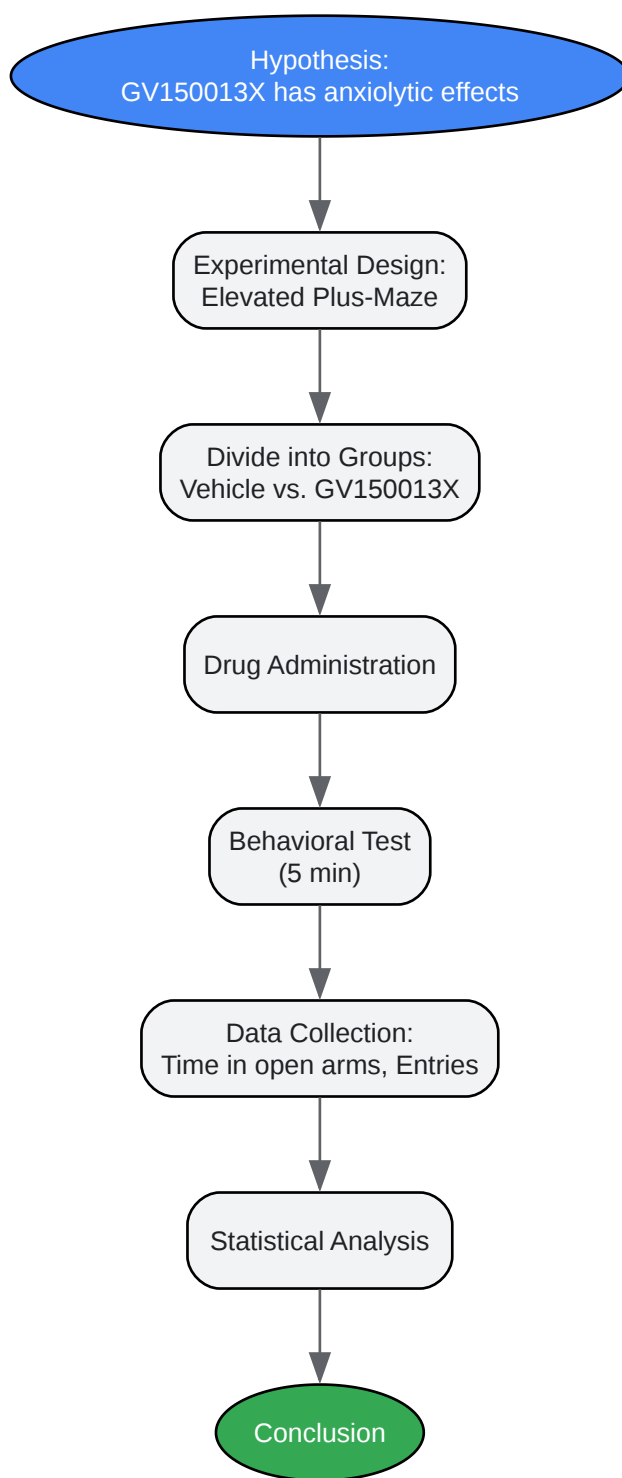 Hypothesis:
GV150013X has anxiolytic effects
Experimental Design:
Elevated Plus-Maze
Divide into Groups:
Vehicle vs. GV150013X
Drug Administration
Behavioral Test
(5 min)
Data Collection:
Time in open arms, Entries
Statistical Analysis
Conclusion